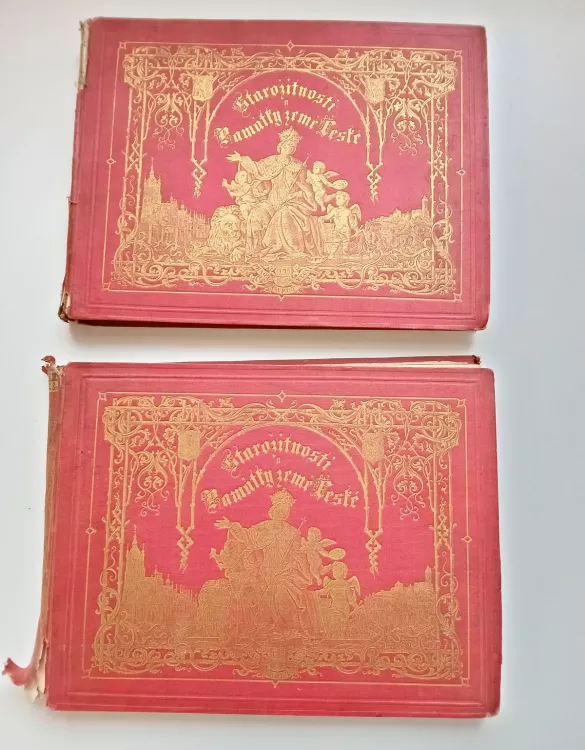 Starožitnosti
a
Památky země České
Starožitnosti
a
Památky země České